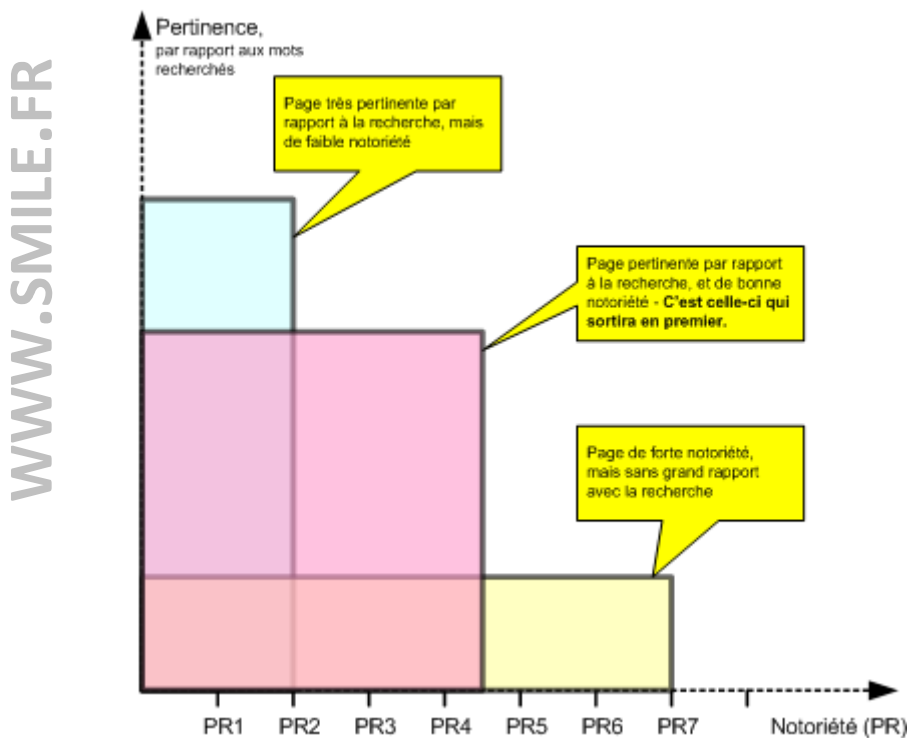 WWW.SMILE.FR
Pertinence,
par rapport aux mots
recherchés
Page très pertinente par
rapport à la recherche, mais
de faible notoriété
Page pertinente par rapport
à la recherche, et de bonne
notoriété - C'est celle-ci qui
sortira en premier.
Page de forte notoriété,
mais sans grand rapport
avec la recherche
PR1 PR2 PR3 PR4 PR5 PR6 PR7 Notoriété (PR)